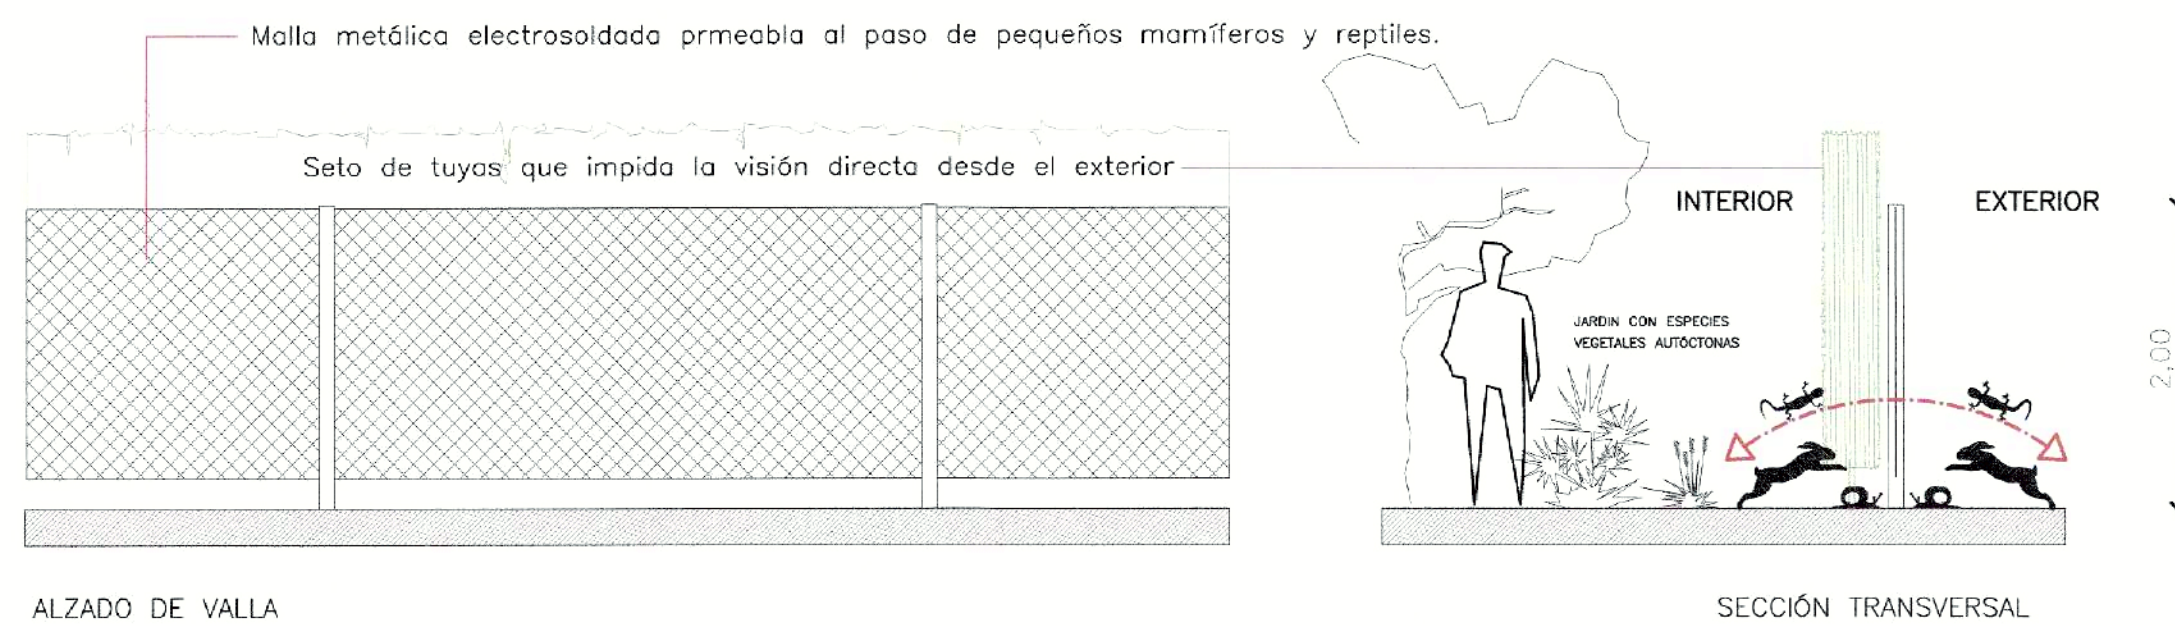 Malla metálica electrosoldada prmeabla al paso de pequeños mamíferos y reptiles.
Seto de tuyas que impida la visión directa desde el exterior
INTERIOR
EXTERIOR
JARDIN CON ESPECIES
VEGETALES AUTÓCTONAS
2,00
ALZADO DE VALLA
SECCIÓN TRANSVERSAL